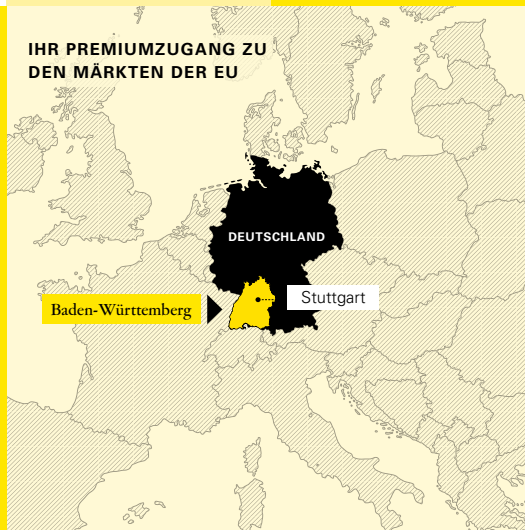 IHR PREMIUMZUGANG ZU
DEN MÄRKTEN DER EU
DEUTSCHLAND
Stuttgart
Baden-Württemberg